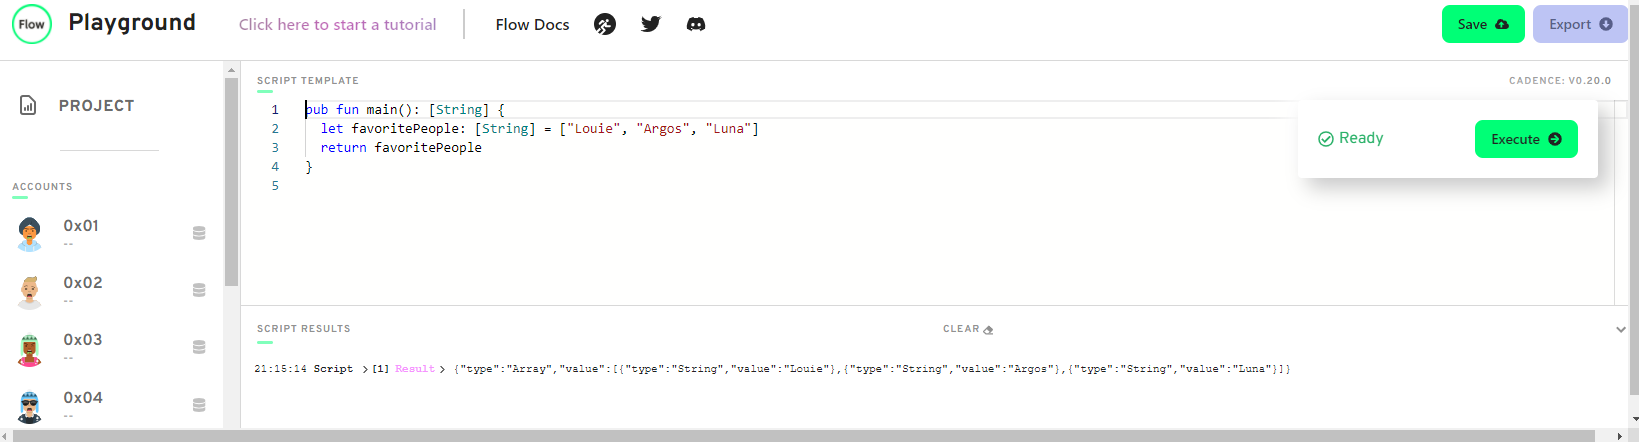 Flow Playground Click here to start a tutorial Flow Docs Save Export
SCRIPT TEMPLATE CADENCE: V0.20.0
PROJECT
1 pub fun main(): [String] {
2 let favoritePeople: [String] = ["Louie", "Argos", "Luna"]
3 return favoritePeople
4 }
5
Ready Execute
ACCOUNTS
0x01
--
0x02
--
0x03
--
0x04
--
SCRIPT RESULTS CLEAR
21:15:14 Script >[1] Result > {"type":"Array","value":[{"type":"String","value":"Louie"},{"type":"String","value":"Argos"},{"type":"String","value":"Luna"}]}